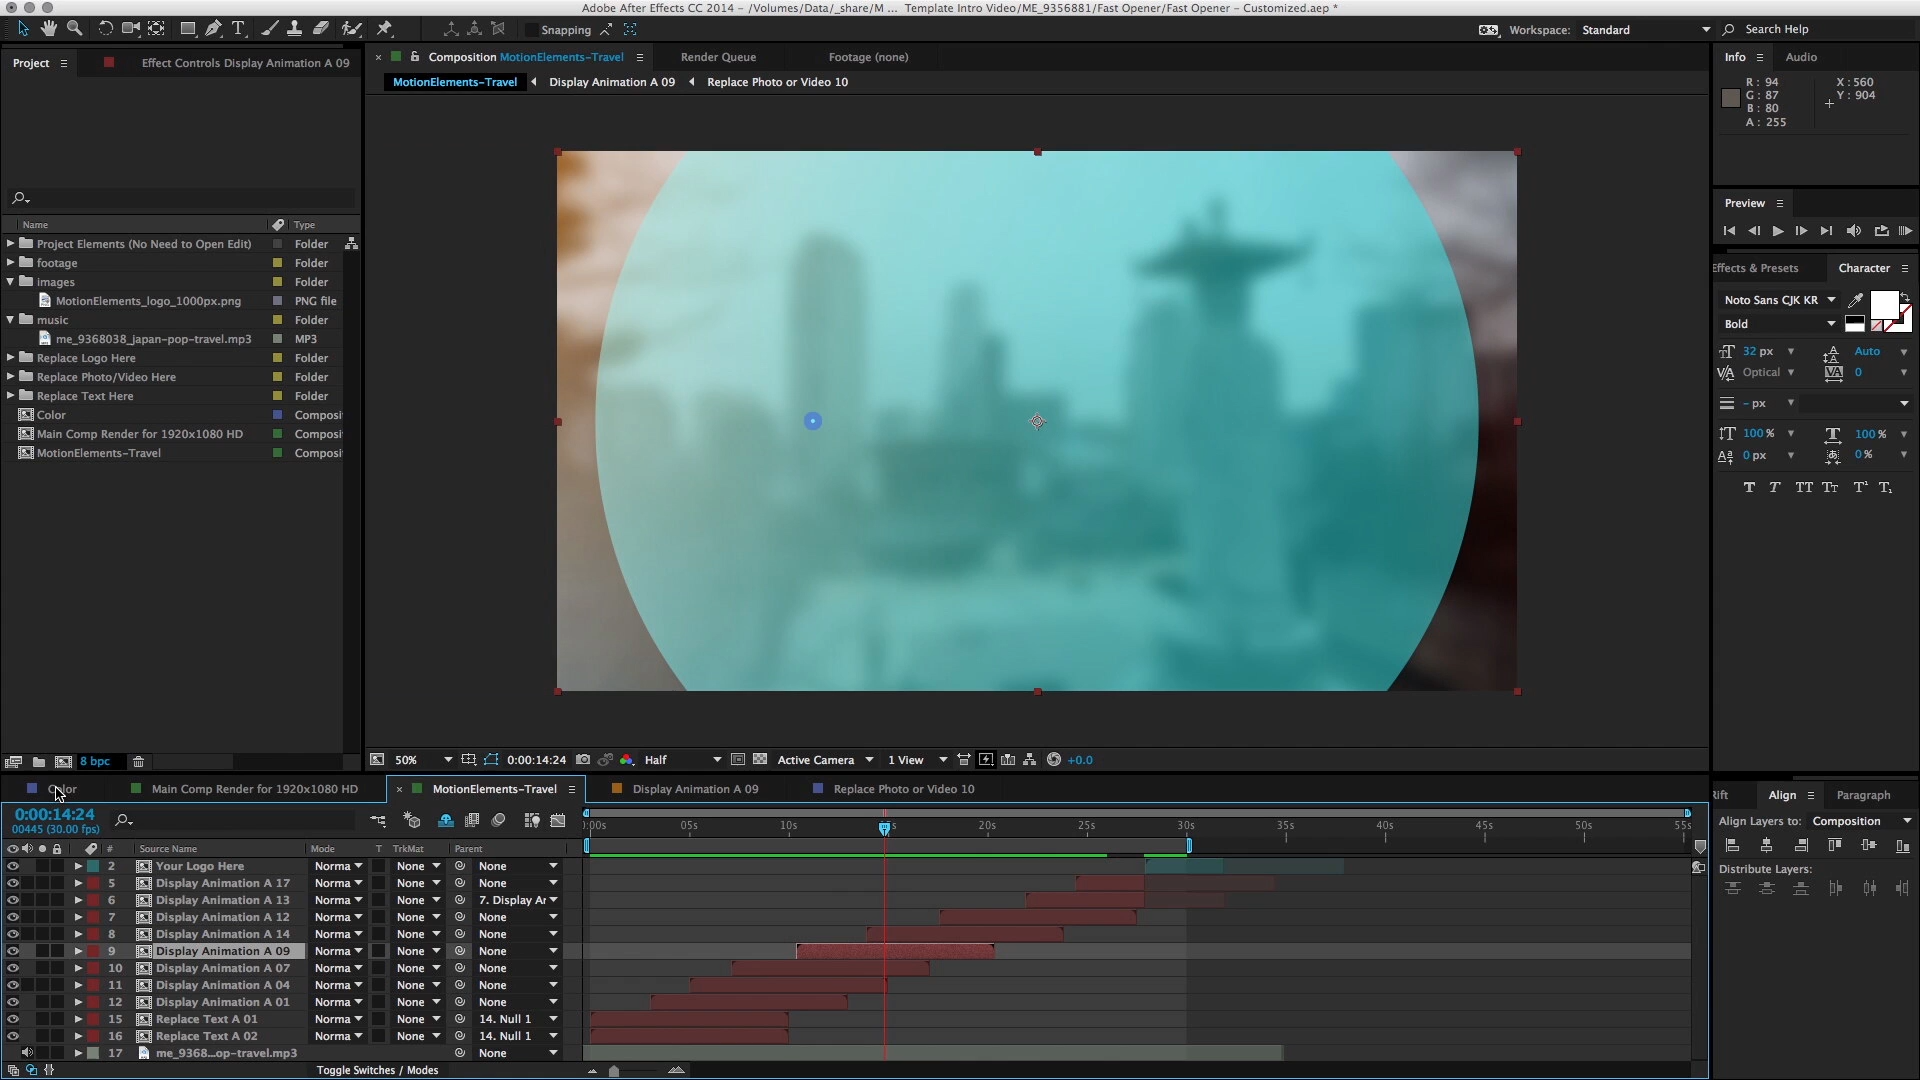 Adobe After Effects CC 2014 - /Volumes/Data/_share/M ... Template Intro Video/ME_9356881/Fast Opener/Fast Opener - Customized.aep *
Snapping
Workspace: Standard
Search Help
Project
Effect Controls Display Animation A 09
Composition MotionElements-Travel
Render Queue
Footage (none)
MotionElements-Travel
Display Animation A 09
Replace Photo or Video 10
Info
Audio
R: 94
G: 87
B: 80
A: 255
X: 560
Y: 904
Name
Type
Project Elements (No Need to Open Edit) Folder
footage Folder
images Folder
MotionElements_logo_1000px.png PNG file
music Folder
me_9368038_japan-pop-travel.mp3 MP3
Replace Logo Here Folder
Replace Photo/Video Here Folder
Replace Text Here Folder
Color Composi
Main Comp Render for 1920x1080 HD Composi
MotionElements-Travel Composi
8 bpc
Preview
Effects & Presets
Character
Noto Sans CJK KR
Bold
32 px
Auto
Optical
0
- px
100 %
100 %
0 px
0 %
T T TT Tт T¹ T₁
50%
0:00:14:24
Half
Active Camera
1 View
+0.0
Color
Main Comp Render for 1920x1080 HD
MotionElements-Travel
Display Animation A 09
Replace Photo or Video 10
0:00:14:24
00445 (30.00 fps)
:00s 05s 10s 20s 25s 30s 35s 40s 45s 50s 55s
# Source Name Mode T TrkMat Parent
2 Your Logo Here Norma None None
5 Display Animation A 17 Norma None None
6 Display Animation A 13 Norma None 7. Display Ar
7 Display Animation A 12 Norma None None
8 Display Animation A 14 Norma None None
9 Display Animation A 09 Norma None None
10 Display Animation A 07 Norma None None
11 Display Animation A 04 Norma None None
12 Display Animation A 01 Norma None None
15 Replace Text A 01 Norma None 14. Null 1
16 Replace Text A 02 Norma None 14. Null 1
17 me_9368...op-travel.mp3 None
Toggle Switches / Modes
Rift
Align
Paragraph
Align Layers to: Composition
Distribute Layers: